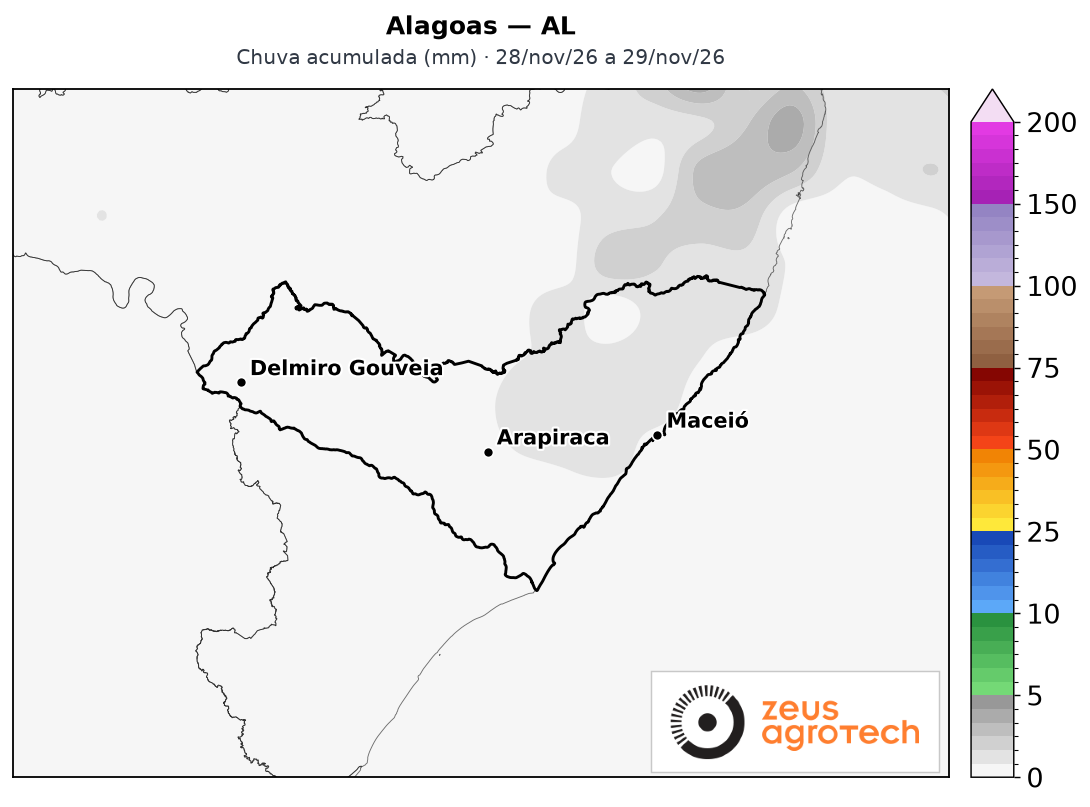 Alagoas — AL
Chuva acumulada (mm) · 28/nov/26 a 29/nov/26
200
150
100
75
50
25
10
5
0
Delmiro Gouveia
Maceió
Arapiraca
zeus
agrotech